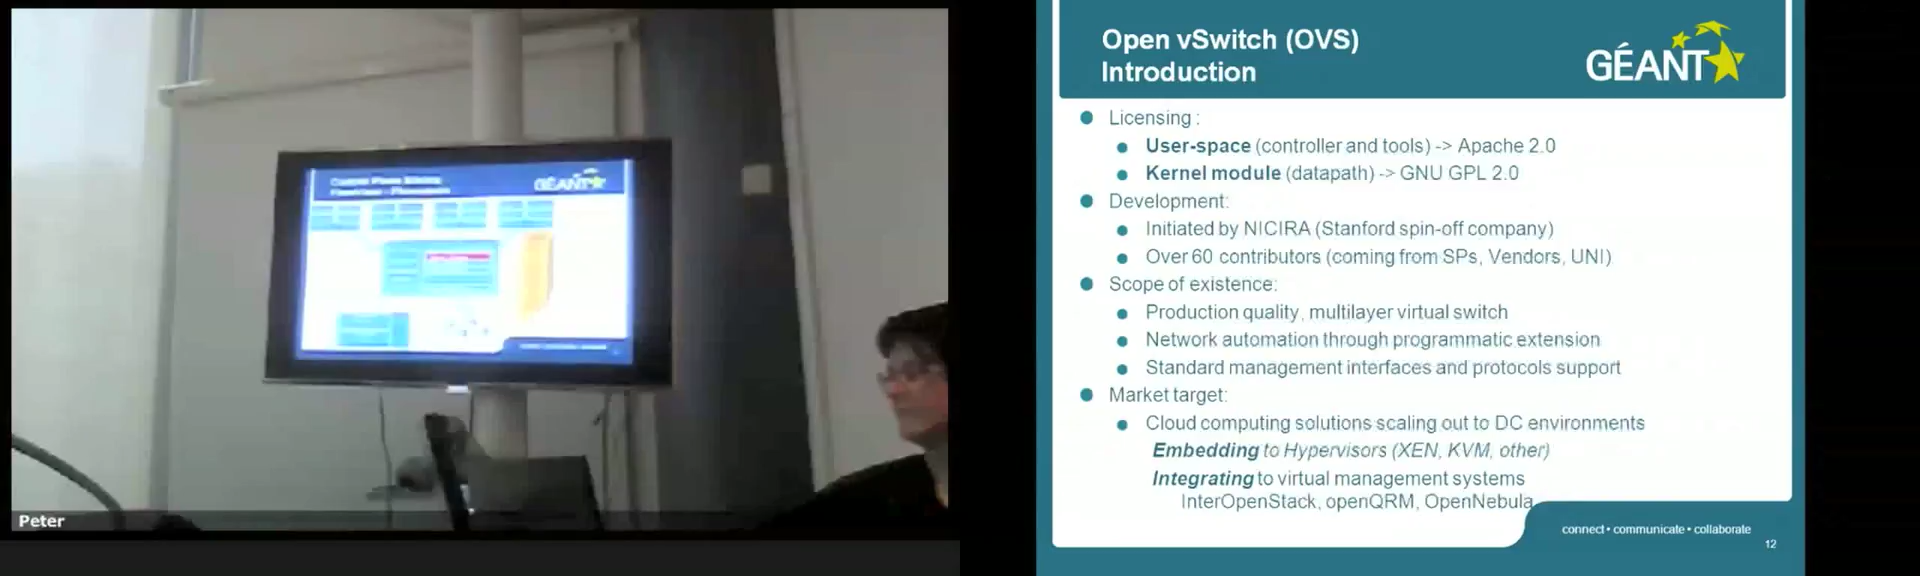 GÉANT
Peter
Open vSwitch (OVS)
Introduction
GÉANT
Licensing :
User-space (controller and tools) -> Apache 2.0
Kernel module (datapath) -> GNU GPL 2.0
Development:
Initiated by NICIRA (Stanford spin-off company)
Over 60 contributors (coming from SPs, Vendors, UNI)
Scope of existence:
Production quality, multilayer virtual switch
Network automation through programmatic extension
Standard management interfaces and protocols support
Market target:
Cloud computing solutions scaling out to DC environments
Embedding to Hypervisors (XEN, KVM, other)
Integrating to virtual management systems
InterOpenStack, openQRM, OpenNebula
connect • communicate • collaborate
12